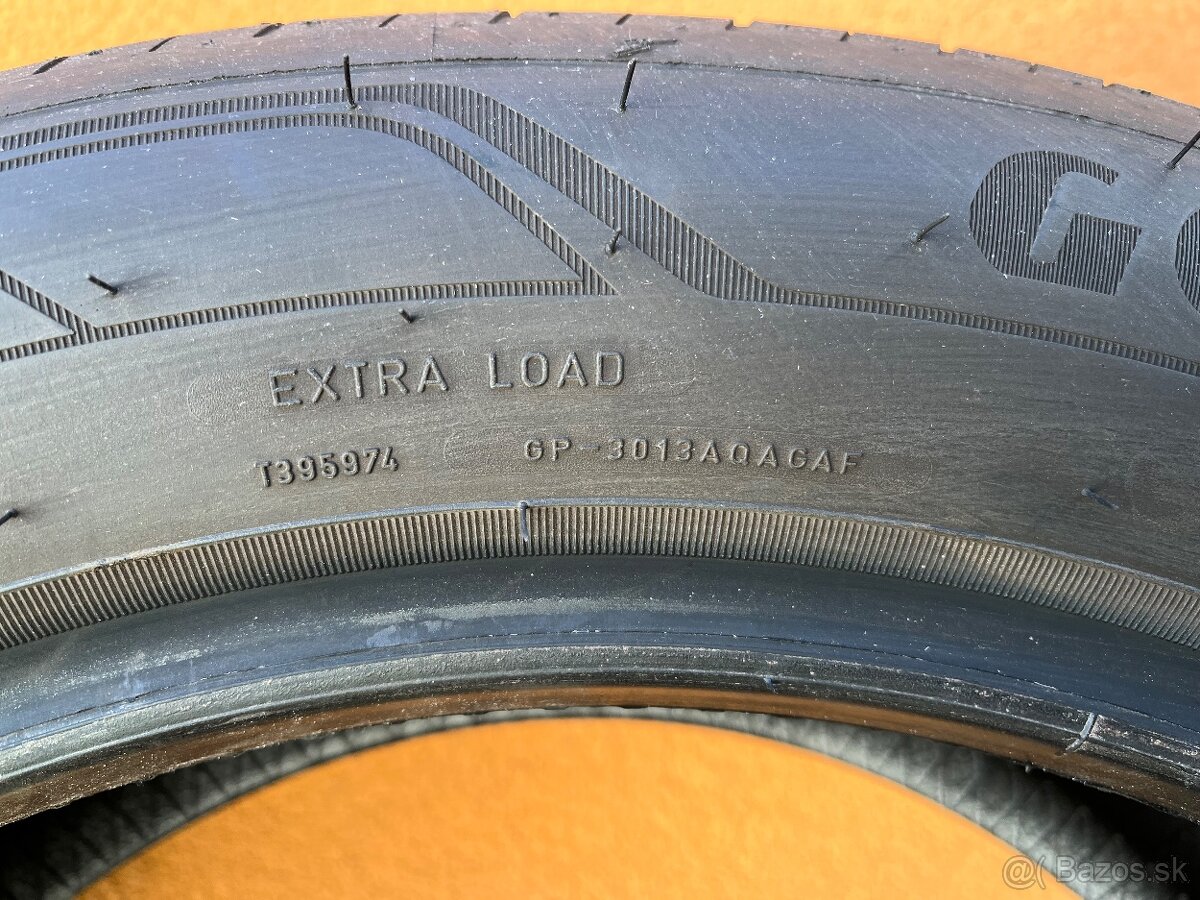 G
EXTRA LOAD
T395974 GP-3013AQAGAF
@( Bazos.sk